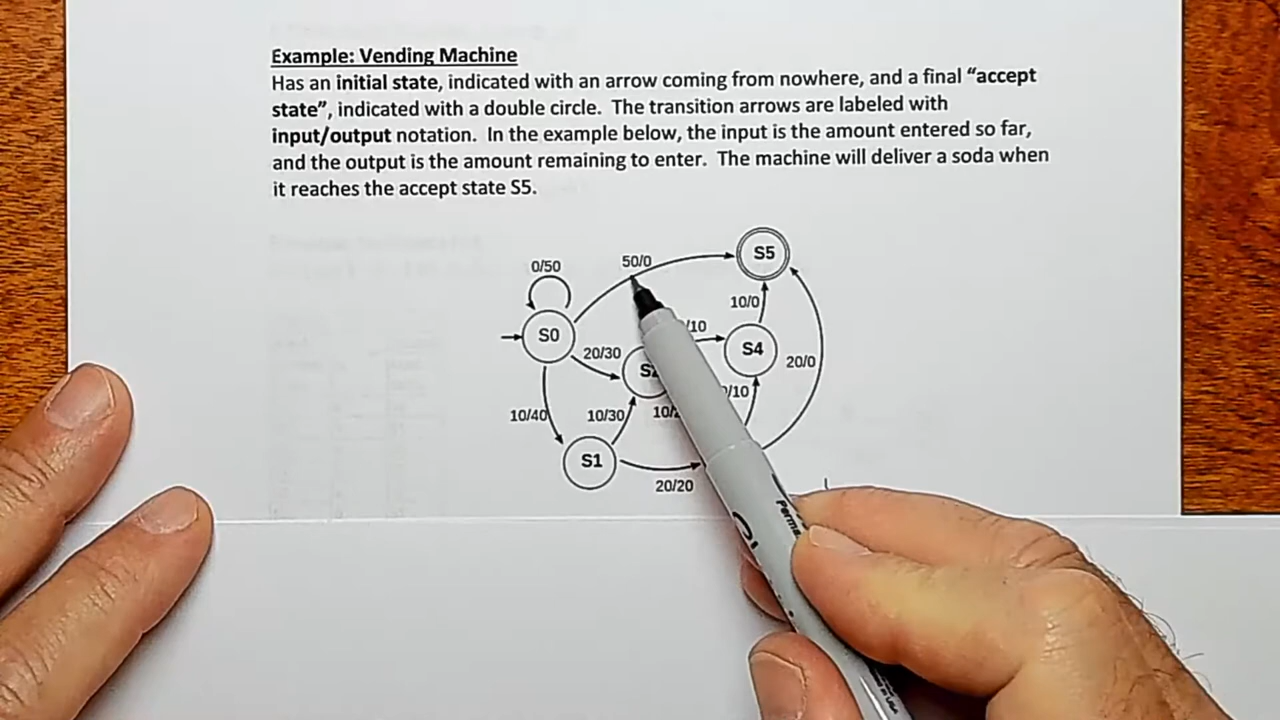 Example: Vending Machine
Has an initial state, indicated with an arrow coming from nowhere, and a final “accept
state”, indicated with a double circle. The transition arrows are labeled with
input/output notation. In the example below, the input is the amount entered so far,
and the output is the amount remaining to enter. The machine will deliver a soda when
it reaches the accept state S5.
S5
50/0
0/50
10/0
/10
S0
S4
20/30
20/0
/10
10/40
10/30
S1
20/20